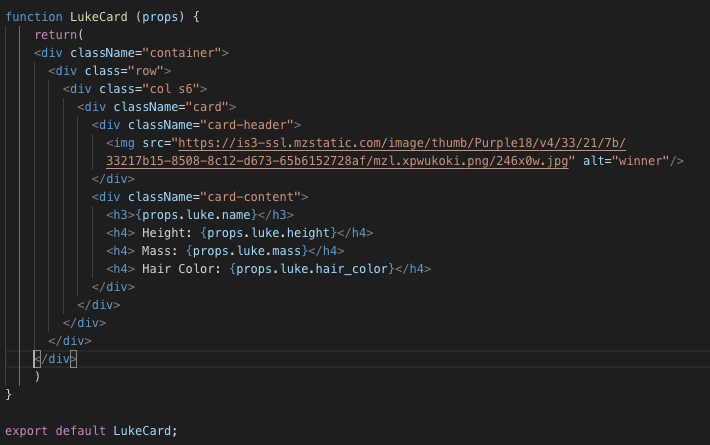 function LukeCard (props) {
    return(
    <div className="container">
      <div class="row">
        <div class="col s6">
          <div className="card">
            <div className="card-header">
              <img src="https://is3-ssl.mzstatic.com/image/thumb/Purple18/v4/33/21/7b/
              33217b15-8508-8c12-d673-65b6152728af/mzl.xpwukoki.png/246x0w.jpg" alt="winner"/>
            </div>
            <div className="card-content">
              <h3>{props.luke.name}</h3>
              <h4> Height: {props.luke.height}</h4>
              <h4> Mass: {props.luke.mass}</h4>
              <h4> Hair Color: {props.luke.hair_color}</h4>
            </div>
          </div>
        </div>
      </div>
    </div>
    )
}

export default LukeCard;